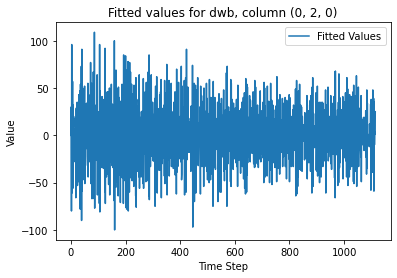 Fitted values for dwb, column (0, 2, 0)
Fitted Values
100
50
0
−50
−100
Value
0 200 400 600 800 1000
Time Step